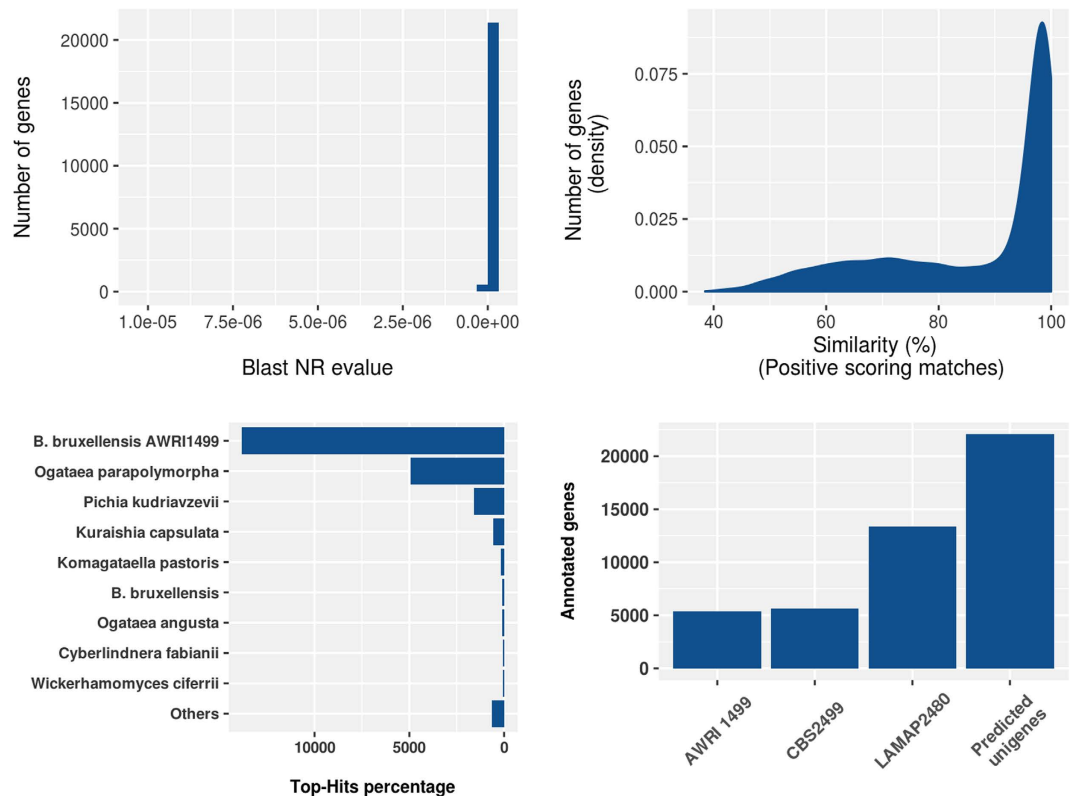 Number of genes
20000
15000
10000
5000
0
1.0e-05 7.5e-06 5.0e-06 2.5e-06 0.0e+00
Blast NR evalue
Number of genes
(density)
0.075
0.050
0.025
0.000
40 60 80 100
Similarity (%)
(Positive scoring matches)
B. bruxellensis AWRI1499
Ogataea parapolymorpha
Pichia kudriavzevii
Kuraishia capsulata
Komagataella pastoris
B. bruxellensis
Ogataea angusta
Cyberlindnera fabianii
Wickerhamomyces ciferrii
Others
10000 5000 0
Top-Hits percentage
Annotated genes
20000
15000
10000
5000
0
AWRI 1499
CBS2499
LAMAP2480
Predicted
unigenes